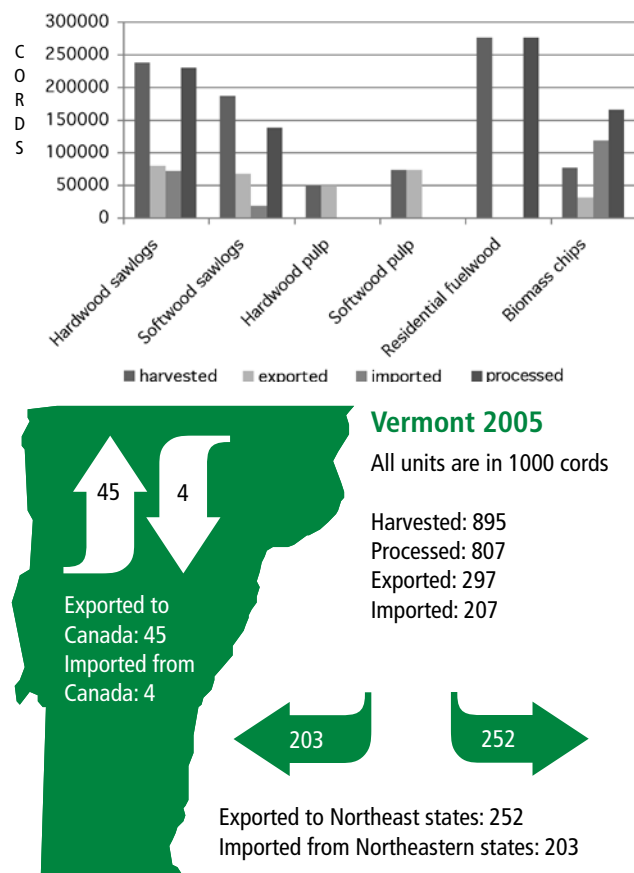 CORDS
300000
250000
200000
150000
100000
50000
0
Hardwood sawlogs
Softwood sawlogs
Hardwood pulp
Softwood pulp
Residential fuelwood
Biomass chips
harvested exported imported processed
Vermont 2005
All units are in 1000 cords
Harvested: 895
Processed: 807
Exported: 297
Imported: 207
45
4
Exported to
Canada: 45
Imported from
Canada: 4
203
252
Exported to Northeast states: 252
Imported from Northeastern states: 203